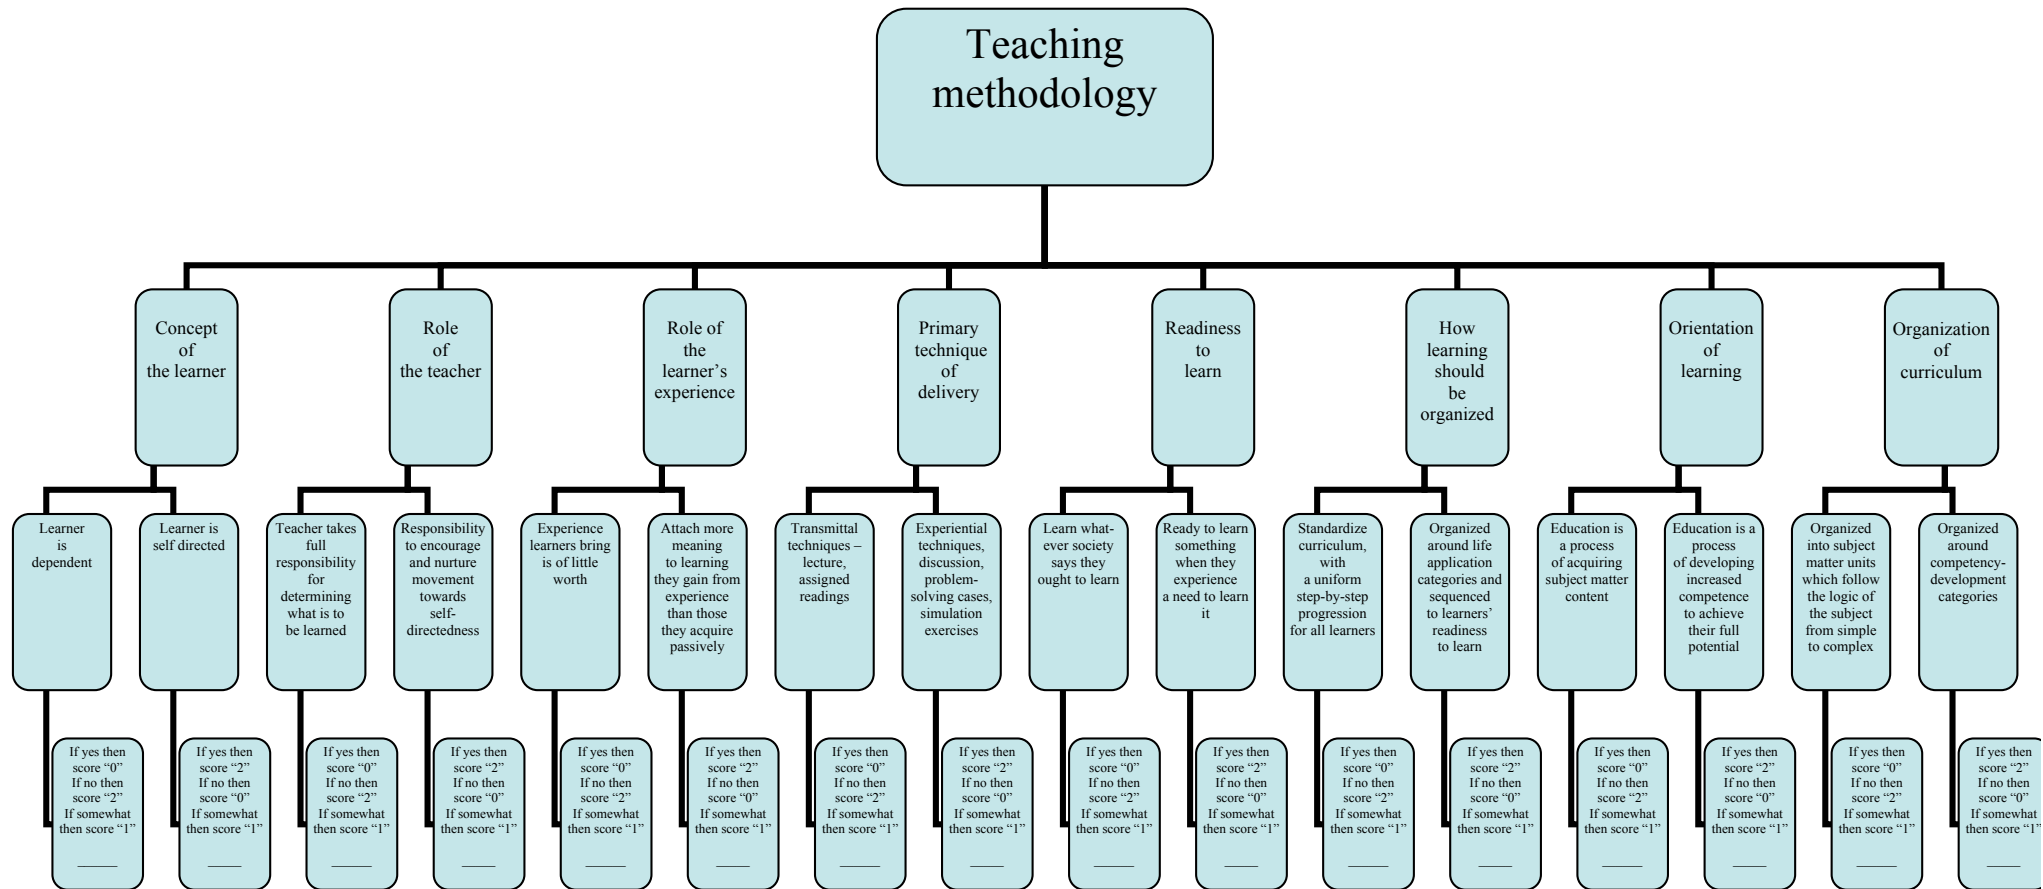 Teaching
methodology
Concept
of
the learner
Role
of
the teacher
Role of
the
learner’s
experience
Primary
technique
of
delivery
Readiness
to
learn
How
learning
should
be
organized
Orientation
of
learning
Organization
of
curriculum
Learner
is
dependent
Learner is
self directed
Teacher takes
full
responsibility
for
determining
what is to
be learned
Responsibility
to encourage
and nurture
movement
towards
self-
directedness
Experience
learners bring
is of little
worth
Attach more
meaning
to learning
they gain from
experience
than those
they acquire
passively
Transmittal
techniques –
lecture,
assigned
readings
Experiential
techniques,
discussion,
problem-
solving cases,
simulation
exercises
Learn what-
ever society
says they
ought to learn
Ready to learn
something
when they
experience
a need to learn
it
Standardize
curriculum,
with
a uniform
step-by-step
progression
for all learners
Organized
around life
application
categories and
sequenced
to learners’
readiness
to learn
Education is
a process
of acquiring
subject matter
content
Education is a
process
of developing
increased
competence
to achieve
their full
potential
Organized
into subject
matter units
which follow
the logic of
the subject
from simple
to complex
Organized
around
competency-
development
categories
If yes then
score “0”
If no then
score “2”
If somewhat
then score “1”
If yes then
score “2”
If no then
score “0”
If somewhat
then score “1”
If yes then
score “0”
If no then
score “2”
If somewhat
then score “1”
If yes then
score “2”
If no then
score “0”
If somewhat
then score “1”
If yes then
score “0”
If no then
score “2”
If somewhat
then score “1”
If yes then
score “2”
If no then
score “0”
If somewhat
then score “1”
If yes then
score “0”
If no then
score “2”
If somewhat
then score “1”
If yes then
score “2”
If no then
score “0”
If somewhat
then score “1”
If yes then
score “0”
If no then
score “2”
If somewhat
then score “1”
If yes then
score “2”
If no then
score “0”
If somewhat
then score “1”
If yes then
score “0”
If no then
score “2”
If somewhat
then score “1”
If yes then
score “2”
If no then
score “0”
If somewhat
then score “1”
If yes then
score “0”
If no then
score “2”
If somewhat
then score “1”
If yes then
score “2”
If no then
score “0”
If somewhat
then score “1”
If yes then
score “0”
If no then
score “2”
If somewhat
then score “1”
If yes then
score “2”
If no then
score “0”
If somewhat
then score “1”